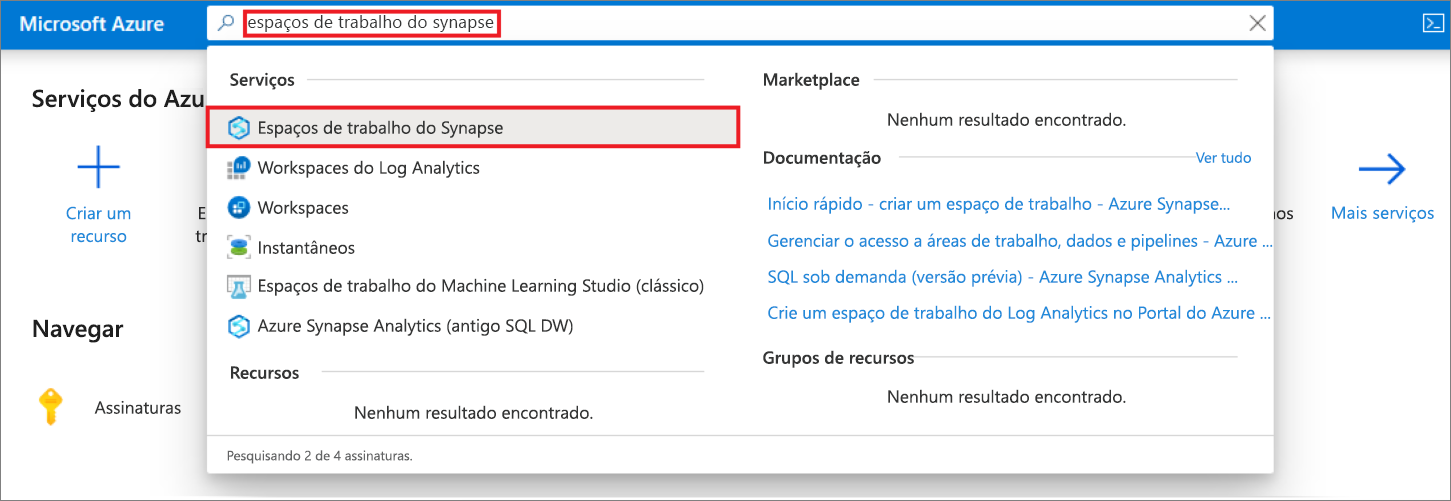 Microsoft Azure
espaços de trabalho do synapse
Serviços do Azu
Criar um
recurso
E
tr
Navegar
Assinaturas
Serviços
Espaços de trabalho do Synapse
Workspaces do Log Analytics
Workspaces
Instantâneos
Espaços de trabalho do Machine Learning Studio (clássico)
Azure Synapse Analytics (antigo SQL DW)
Recursos
Nenhum resultado encontrado.
Marketplace
Nenhum resultado encontrado.
Documentação
Ver tudo
Início rápido - criar um espaço de trabalho - Azure Synapse...
Gerenciar o acesso a áreas de trabalho, dados e pipelines - Azure ...
SQL sob demanda (versão prévia) - Azure Synapse Analytics ...
Crie um espaço de trabalho do Log Analytics no Portal do Azure ...
Grupos de recursos
Nenhum resultado encontrado.
Pesquisando 2 de 4 assinaturas.
os
Mais serviços